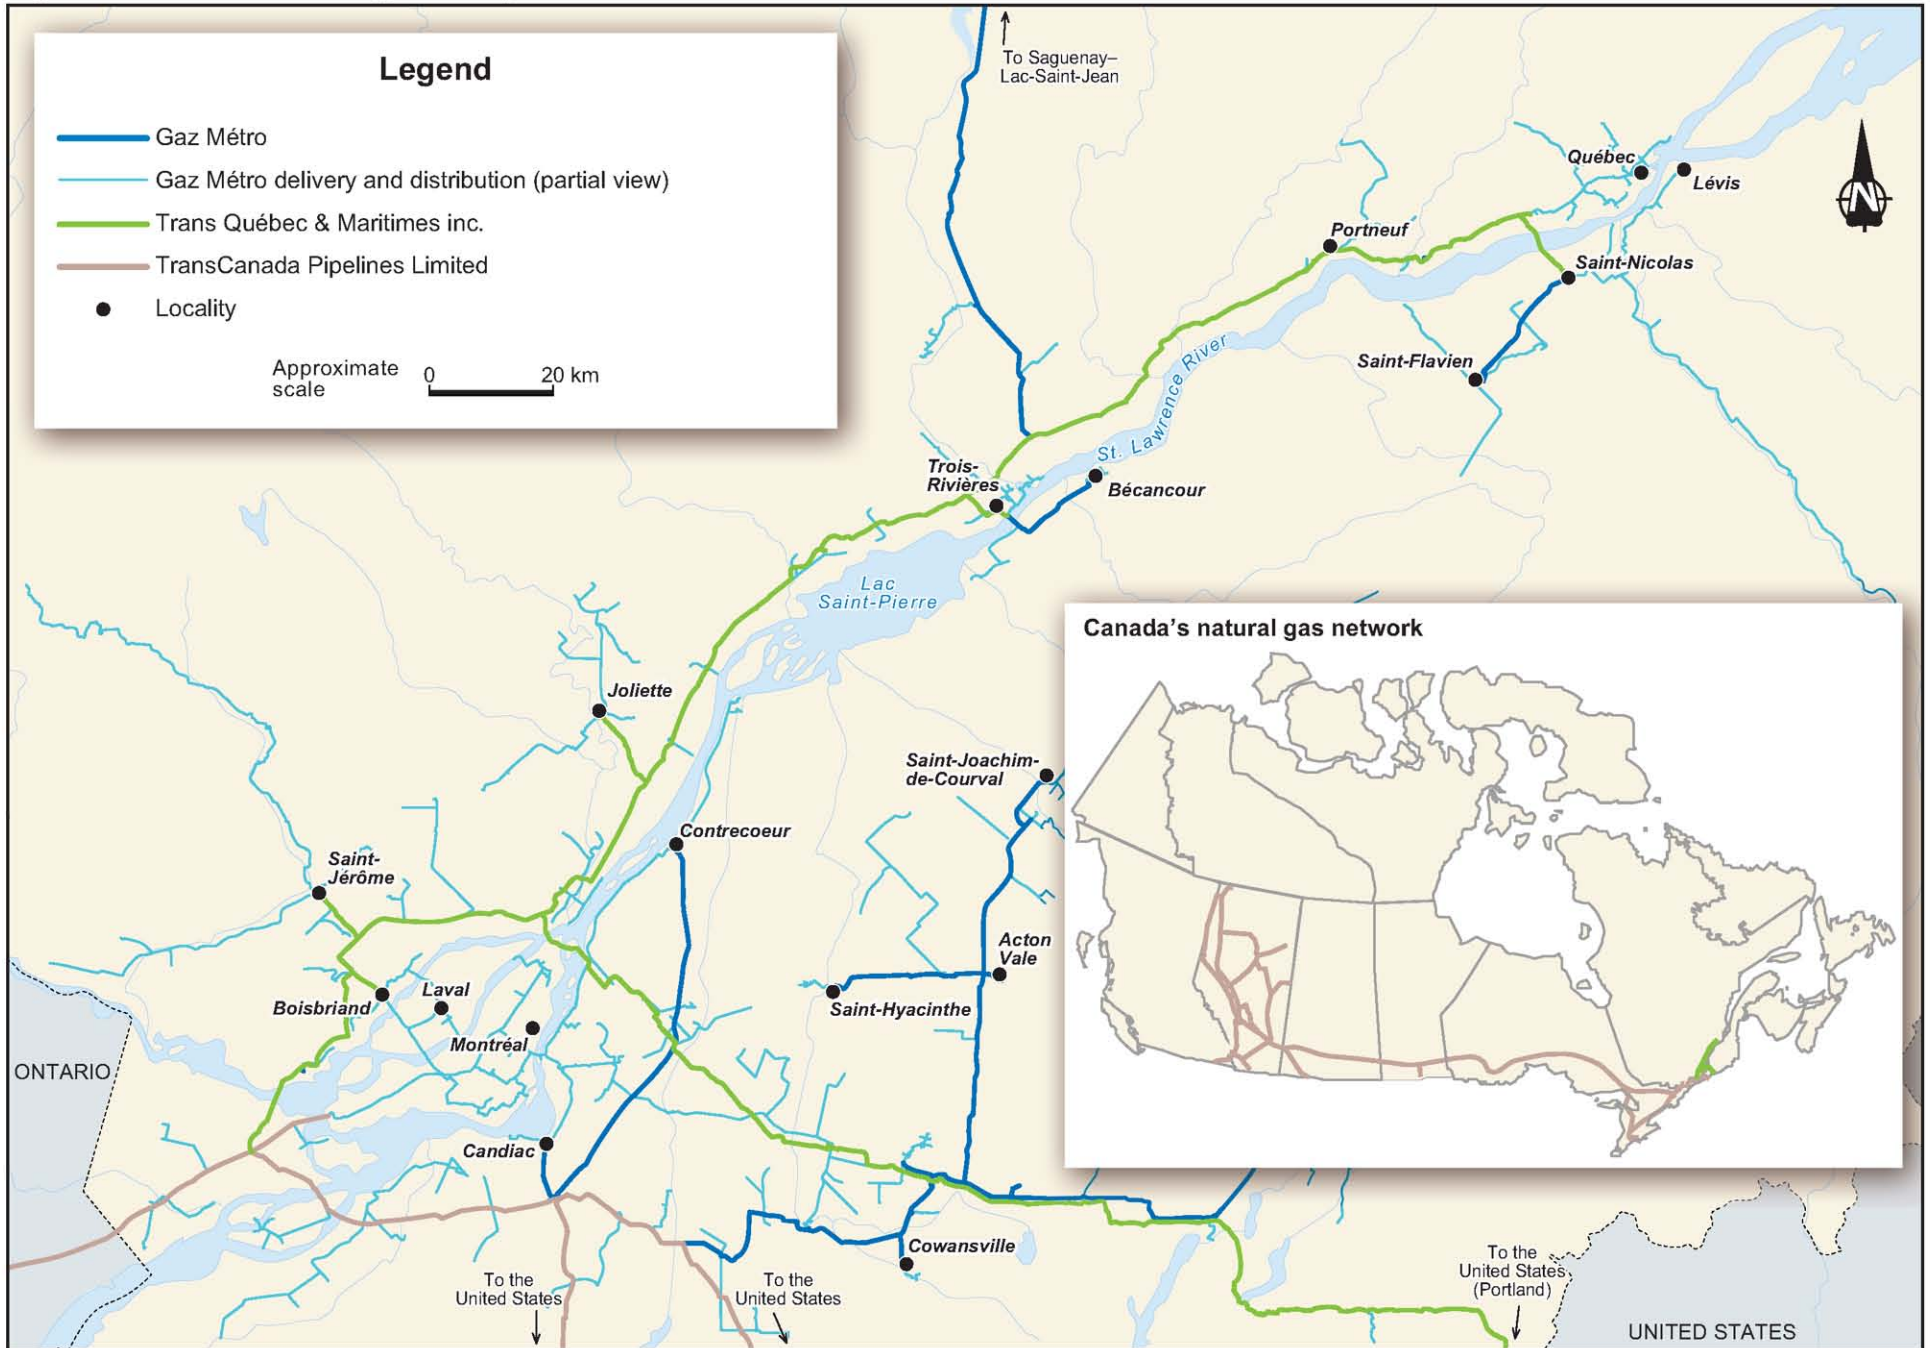 Legend
Gaz Métro
Gaz Métro delivery and distribution (partial view)
Trans Québec & Maritimes inc.
TransCanada Pipelines Limited
Locality
Approximate
scale
0
20 km
To Saguenay–
Lac-Saint-Jean
Québec
Lévis
N
Portneuf
Saint-Nicolas
Saint-Flavien
St. Lawrence River
Trois-
Rivières
Bécancour
Lac
Saint-Pierre
Joliette
Saint-Joachim-
de-Courval
Contrecoeur
Saint-
Jérôme
Acton
Vale
Saint-Hyacinthe
Boisbriand
Laval
Montréal
ONTARIO
Candiac
Cowansville
To the
United States
To the
United States
To the
United States
(Portland)
UNITED STATES
Canada's natural gas network